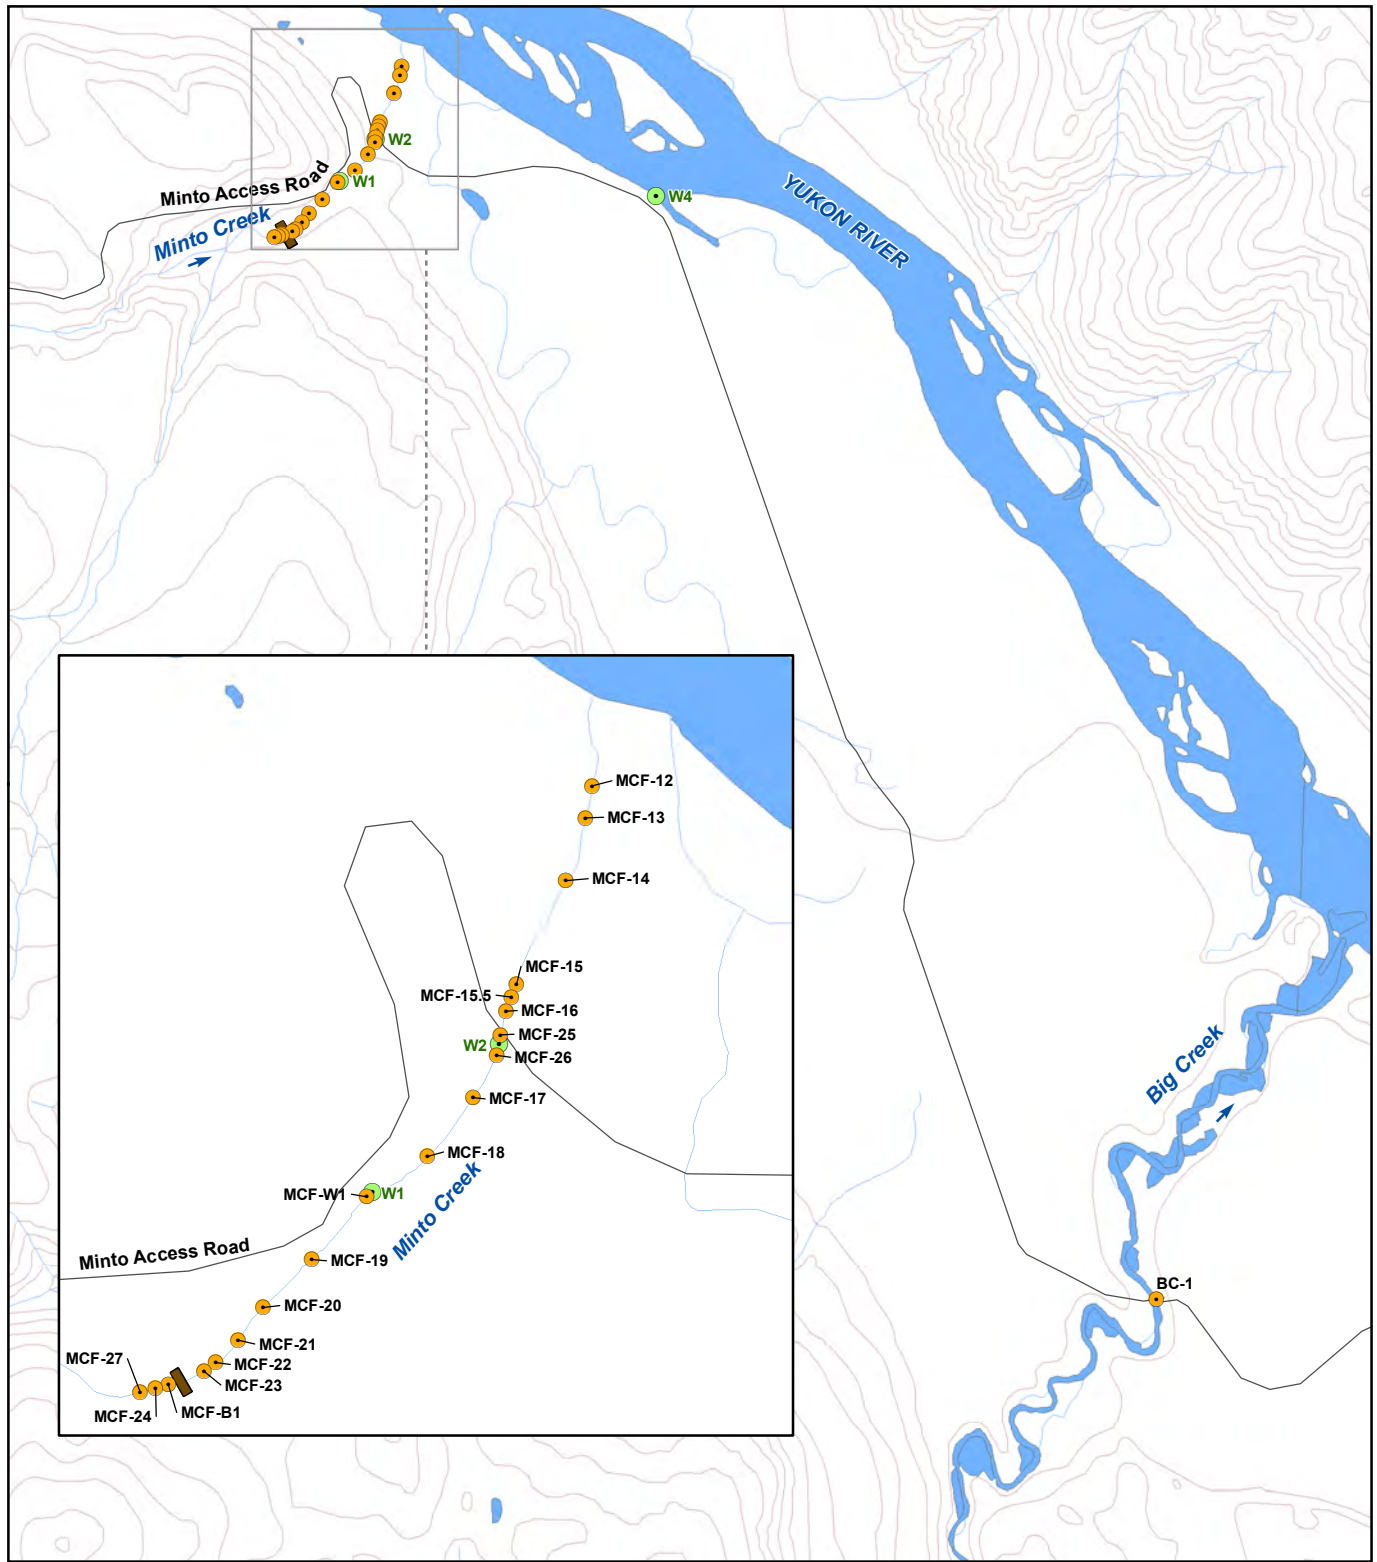 W2
W1
Minto Access Road
Minto Creek
W4
YUKON RIVER
MCF-12
MCF-13
MCF-14
MCF-15
MCF-15.5
MCF-16
MCF-25
W2
MCF-26
MCF-17
MCF-18
MCF-W1
W1
Minto Creek
Minto Access Road
MCF-19
MCF-20
MCF-21
MCF-27
MCF-22
MCF-23
MCF-24
MCF-B1
Big Creek
BC-1